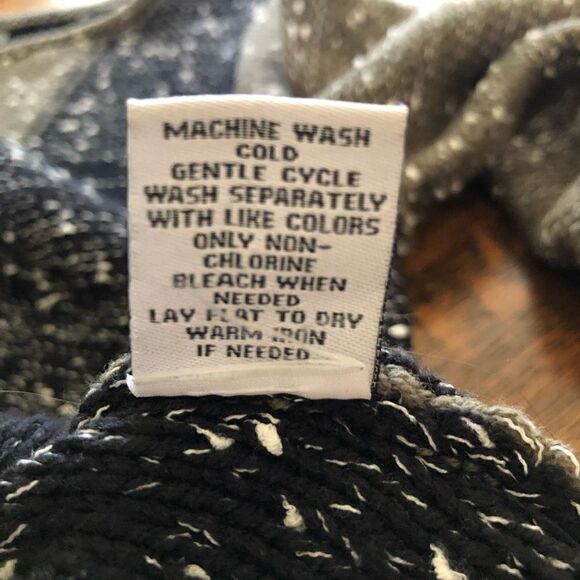 MACHINE WASH
COLD
GENTLE CYCLE
WASH SEPARATELY
WITH LIKE COLORS
ONLY NON-
CHLORINE
BLEACH WHEN
NEEDED
LAY FLAT TO DRY
WARM IRON
IF NEEDED